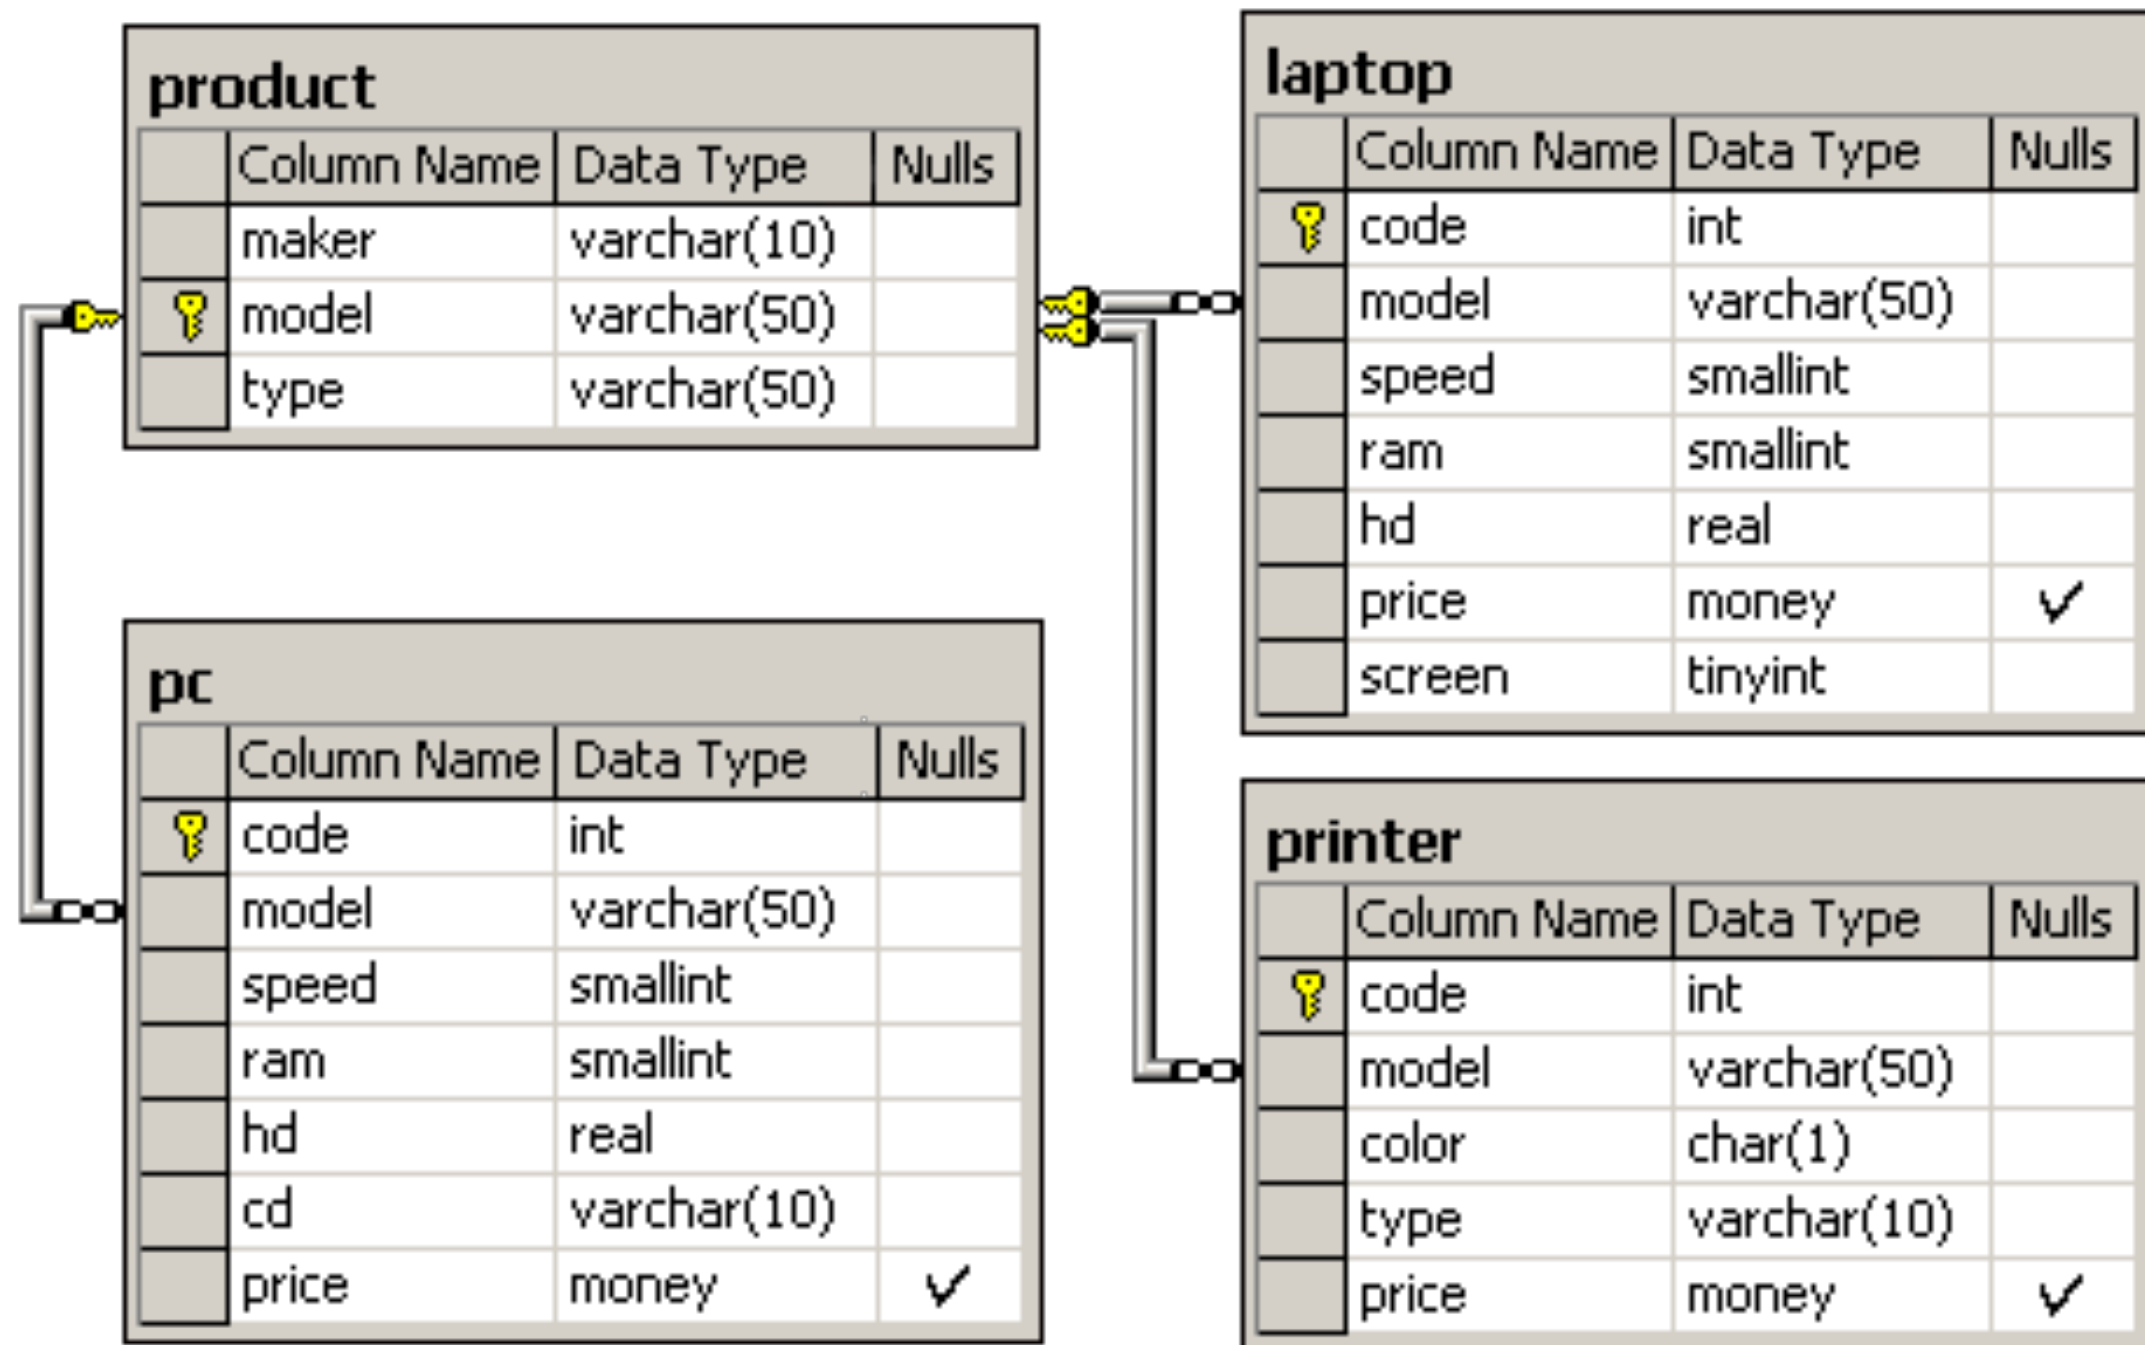 product
Column Name Data Type Nulls
maker varchar(10)
model varchar(50)
type varchar(50)
pc
Column Name Data Type Nulls
code int
model varchar(50)
speed smallint
ram smallint
hd real
cd varchar(10)
price money ✓
laptop
Column Name Data Type Nulls
code int
model varchar(50)
speed smallint
ram smallint
hd real
price money ✓
screen tinyint
printer
Column Name Data Type Nulls
code int
model varchar(50)
color char(1)
type varchar(10)
price money ✓